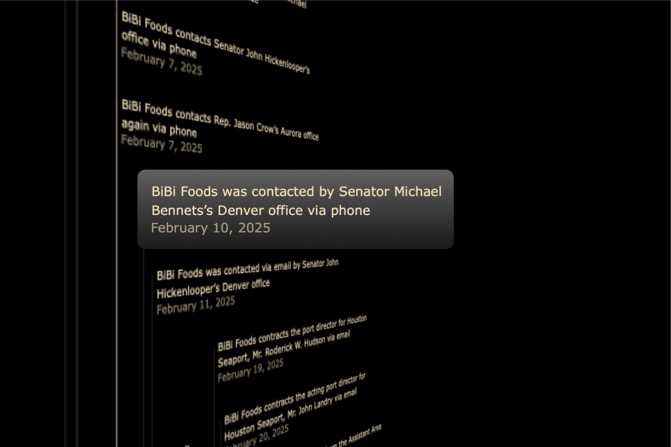 BiBi Foods contacts Senator John Hickenlooper's
office via phone
February 7, 2025
BiBi Foods contacts Rep. Jason Crow's Aurora office
again via phone
February 7, 2025
BiBi Foods was contacted by Senator Michael
Bennets's Denver office via phone
February 10, 2025
BiBi Foods was contacted via email by Senator John
Hickenlooper's Denver office
February 11, 2025
BiBi Foods contracts the port director for Houston
Seaport, Mr. Roderick W. Hudson via email
February 19, 2025
BiBi Foods contracts the acting port director for
Houston Seaport, Mr. John Landry via email
February 20, 2025
from the Assistant Area